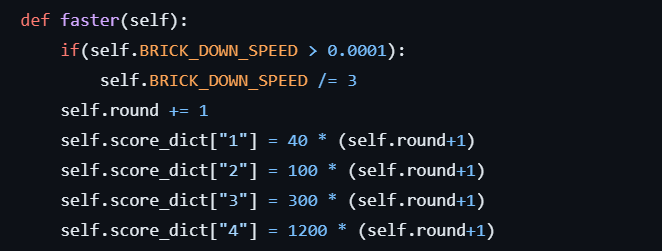 def faster(self):
    if(self.BRICK_DOWN_SPEED > 0.0001):
        self.BRICK_DOWN_SPEED /= 3
    self.round += 1
    self.score_dict["1"] = 40 * (self.round+1)
    self.score_dict["2"] = 100 * (self.round+1)
    self.score_dict["3"] = 300 * (self.round+1)
    self.score_dict["4"] = 1200 * (self.round+1)